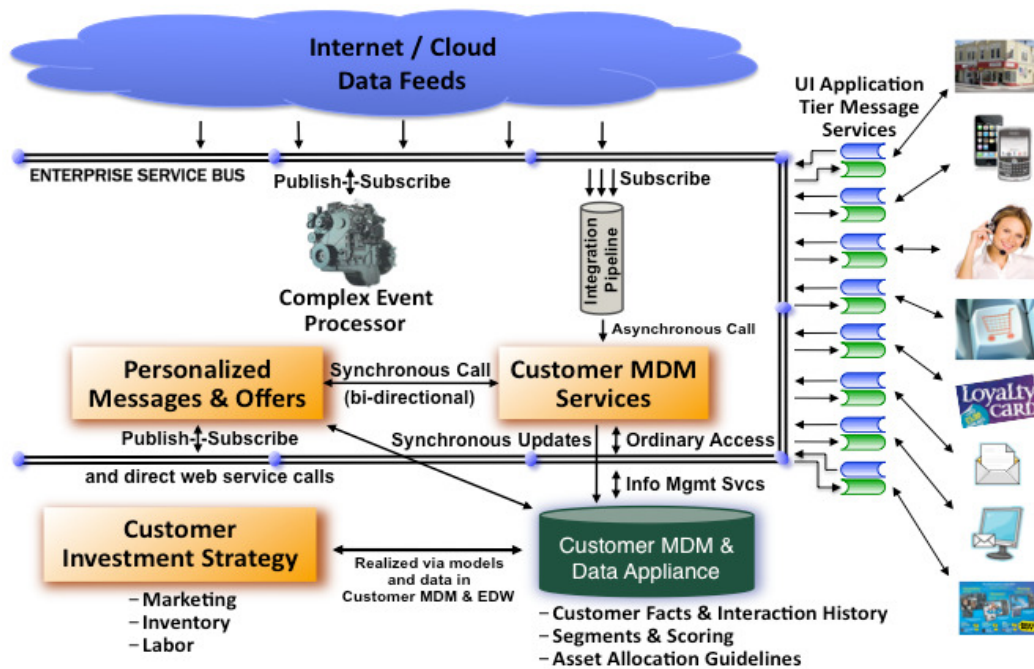 Internet / Cloud
Data Feeds
UI Application
Tier Message
Services
ENTERPRISE SERVICE BUS
Publish-Subscribe
Subscribe
Integration
Pipeline
Complex Event
Processor
Asynchronous Call
Personalized
Messages & Offers
Synchronous Call
(bi-directional)
Customer MDM
Services
LOYALTY
CARD
Publish-Subscribe
Synchronous Updates
Ordinary Access
and direct web service calls
Info Mgmt Svcs
Customer
Investment Strategy
Realized via models
and data in
Customer MDM & EDW
Customer MDM &
Data Appliance
– Marketing
– Inventory
– Labor
– Customer Facts & Interaction History
– Segments & Scoring
– Asset Allocation Guidelines